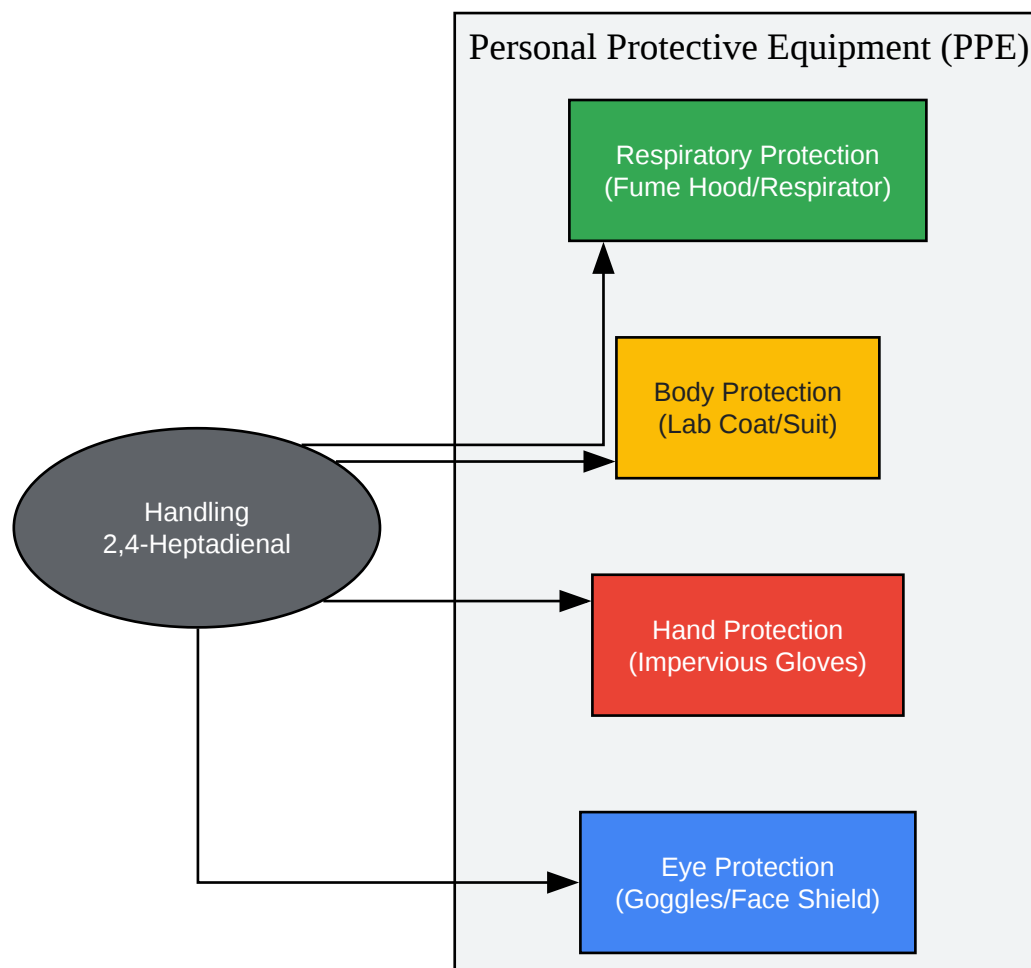 Personal Protective Equipment (PPE)
Respiratory Protection
(Fume Hood/Respirator)
Body Protection
(Lab Coat/Suit)
Handling
2,4-Heptadienal
Hand Protection
(Impervious Gloves)
Eye Protection
(Goggles/Face Shield)